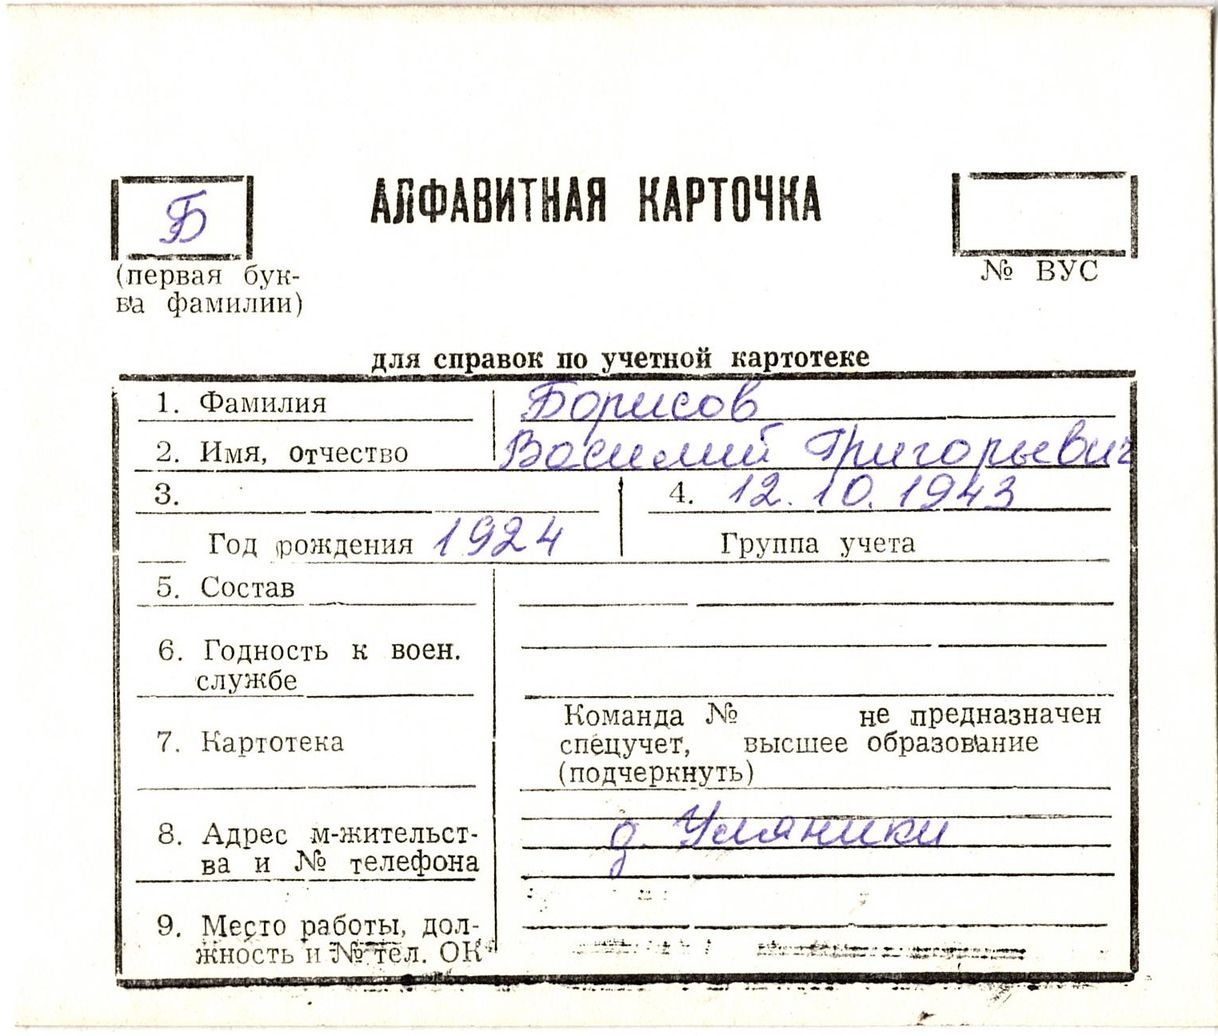 Б
АЛФАВИТНАЯ КАРТОЧКА
(первая бук-
ва фамилии)
№ ВУС
для справок по учетной картотеке
1. Фамилия Борисов
2. Имя, отчество Василий Григорьевич
3.
4. 12.10.1943
Год рождения 1924
Группа учета
5. Состав
6. Годность к воен.
службе
7. Картотека
Команда № не предназначен
спецучет, высшее образование
(подчеркнуть)
8. Адрес м-жительст-
ва и № телефона
д. Умяники
9. Место работы, дол-
жность и № тел. ОК